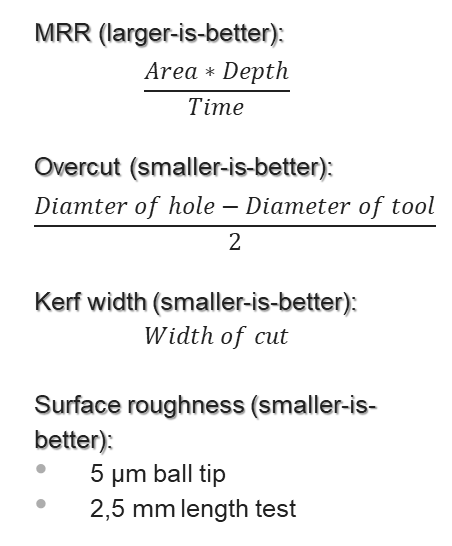 MRR (larger-is-better):
Area * Depth
Time
Overcut (smaller-is-better):
Diamter of hole – Diameter of tool
2
Kerf width (smaller-is-better):
Width of cut
Surface roughness (smaller-is-
better):
• 5 µm ball tip
• 2,5 mm length test